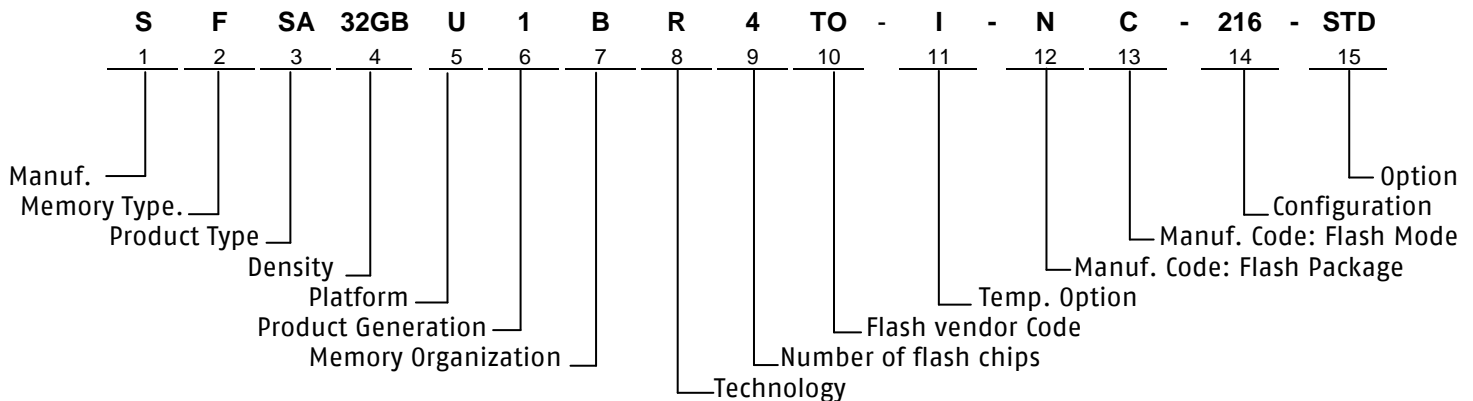 S F SA 32GB U 1 B R 4 TO - I - N C - 216 - STD
1 2 3 4 5 6 7 8 9 10 11 12 13 14 15
Manuf. Option
Memory Type. Configuration
Product Type Manuf. Code: Flash Mode
Density Manuf. Code: Flash Package
Platform Temp. Option
Product Generation Flash vendor Code
Memory Organization Number of flash chips
Technology